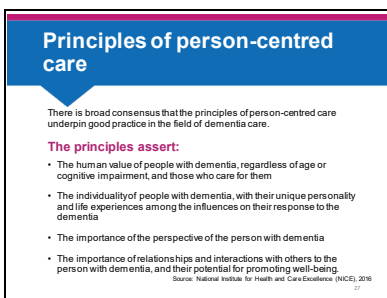 Principles of person-centred
care
There is broad consensus that the principles of person-centred care
underpin good practice in the field of dementia care.
The principles assert:
• The human value of people with dementia, regardless of age or
cognitive impairment, and those who care for them
• The individuality of people with dementia, with their unique personality
and life experiences among the influences on their response to the
dementia
• The importance of the perspective of the person with dementia
• The importance of relationships and interactions with others to the
person with dementia, and their potential for promoting well-being.
Source: National Institute for Health and Care Excellence (NICE), 2016
27